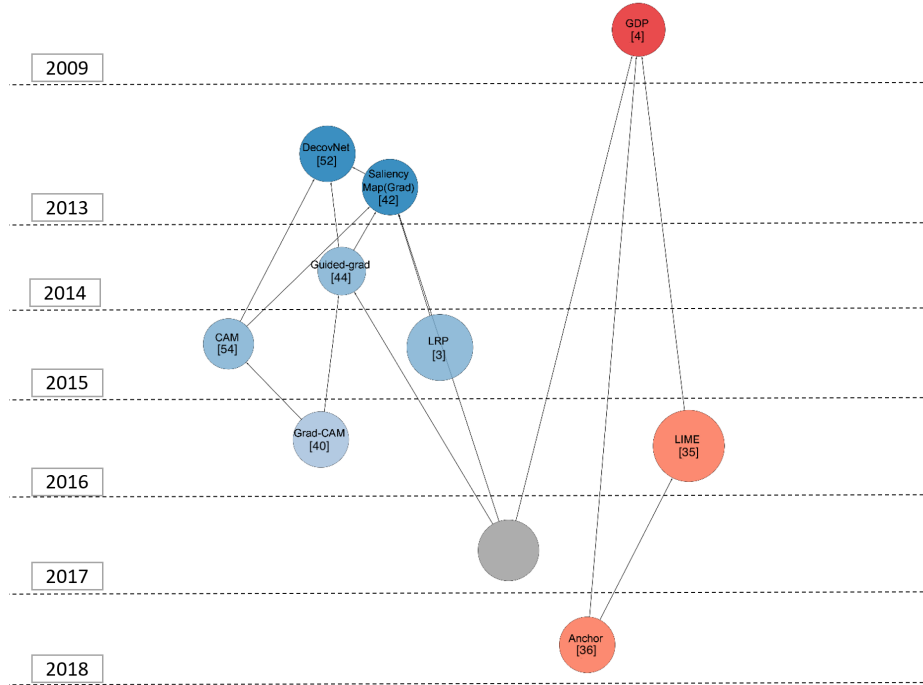 GDP
[4]
2009
DecovNet
[52]
Saliency
Map(Grad)
[42]
2013
Guided-grad
[44]
2014
CAM
[54]
LRP
[3]
2015
Grad-CAM
[40]
LIME
[35]
2016
2017
Anchor
[36]
2018